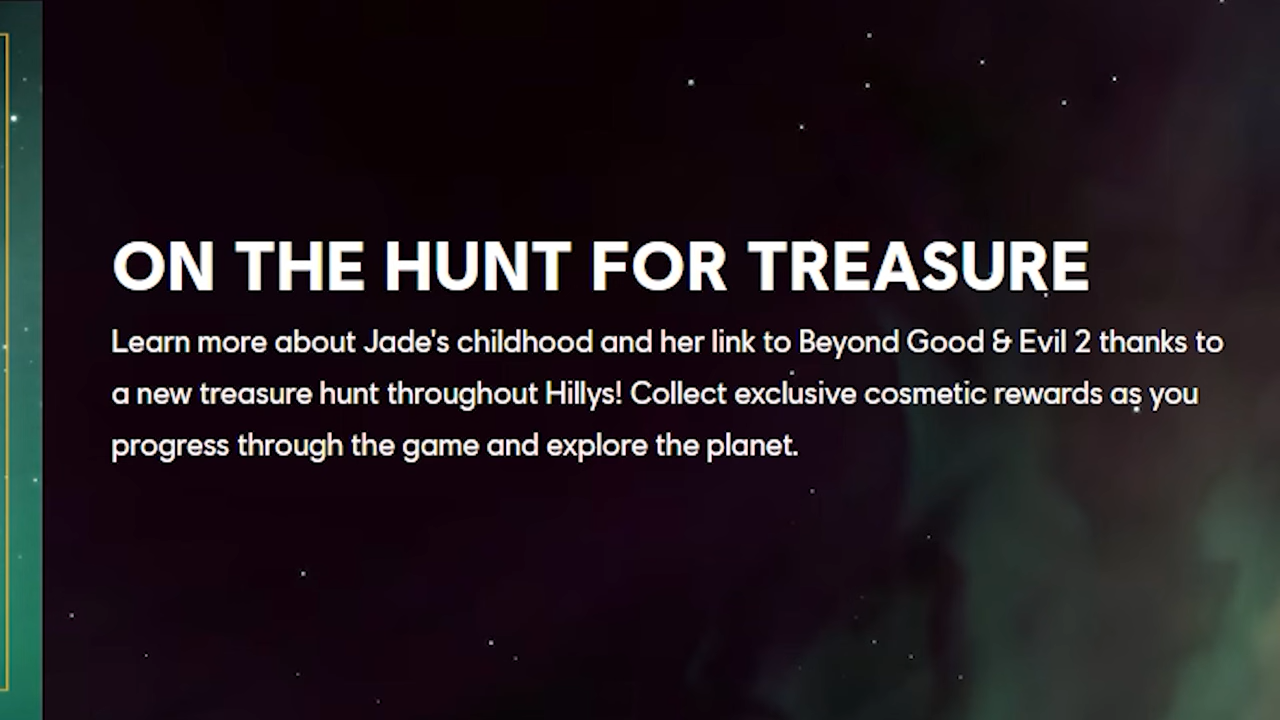 ON THE HUNT FOR TREASURE
Learn more about Jade's childhood and her link to Beyond Good & Evil 2 thanks to
a new treasure hunt throughout Hillys! Collect exclusive cosmetic rewards as you
progress through the game and explore the planet.